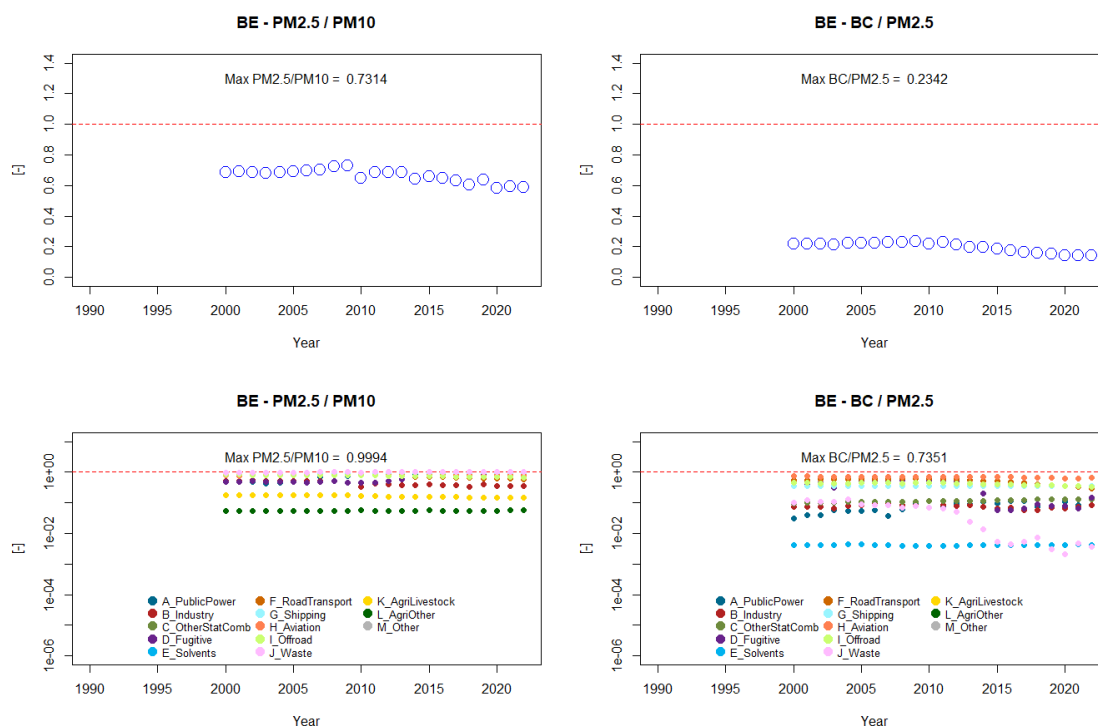 BE - PM2.5 / PM10
Max PM2.5/PM10 = 0.7314
[-]
0.0 0.2 0.4 0.6 0.8 1.0 1.2 1.4
1990 1995 2000 2005 2010 2015 2020
Year
BE - BC / PM2.5
Max BC/PM2.5 = 0.2342
[-]
0.0 0.2 0.4 0.6 0.8 1.0 1.2 1.4
1990 1995 2000 2005 2010 2015 2020
Year
BE - PM2.5 / PM10
Max PM2.5/PM10 = 0.9994
[-]
1e-06 1e-04 1e-02 1e+00
A_PublicPower F_RoadTransport K_AgriLivestock
B_Industry G_Shipping L_AgriOther
C_OtherStatComb H_Aviation M_Other
D_Fugitive I_Offroad
E_Solvents J_Waste
1990 1995 2000 2005 2010 2015 2020
Year
BE - BC / PM2.5
Max BC/PM2.5 = 0.7351
[-]
1e-06 1e-04 1e-02 1e+00
A_PublicPower F_RoadTransport K_AgriLivestock
B_Industry G_Shipping L_AgriOther
C_OtherStatComb H_Aviation M_Other
D_Fugitive I_Offroad
E_Solvents J_Waste
1990 1995 2000 2005 2010 2015 2020
Year